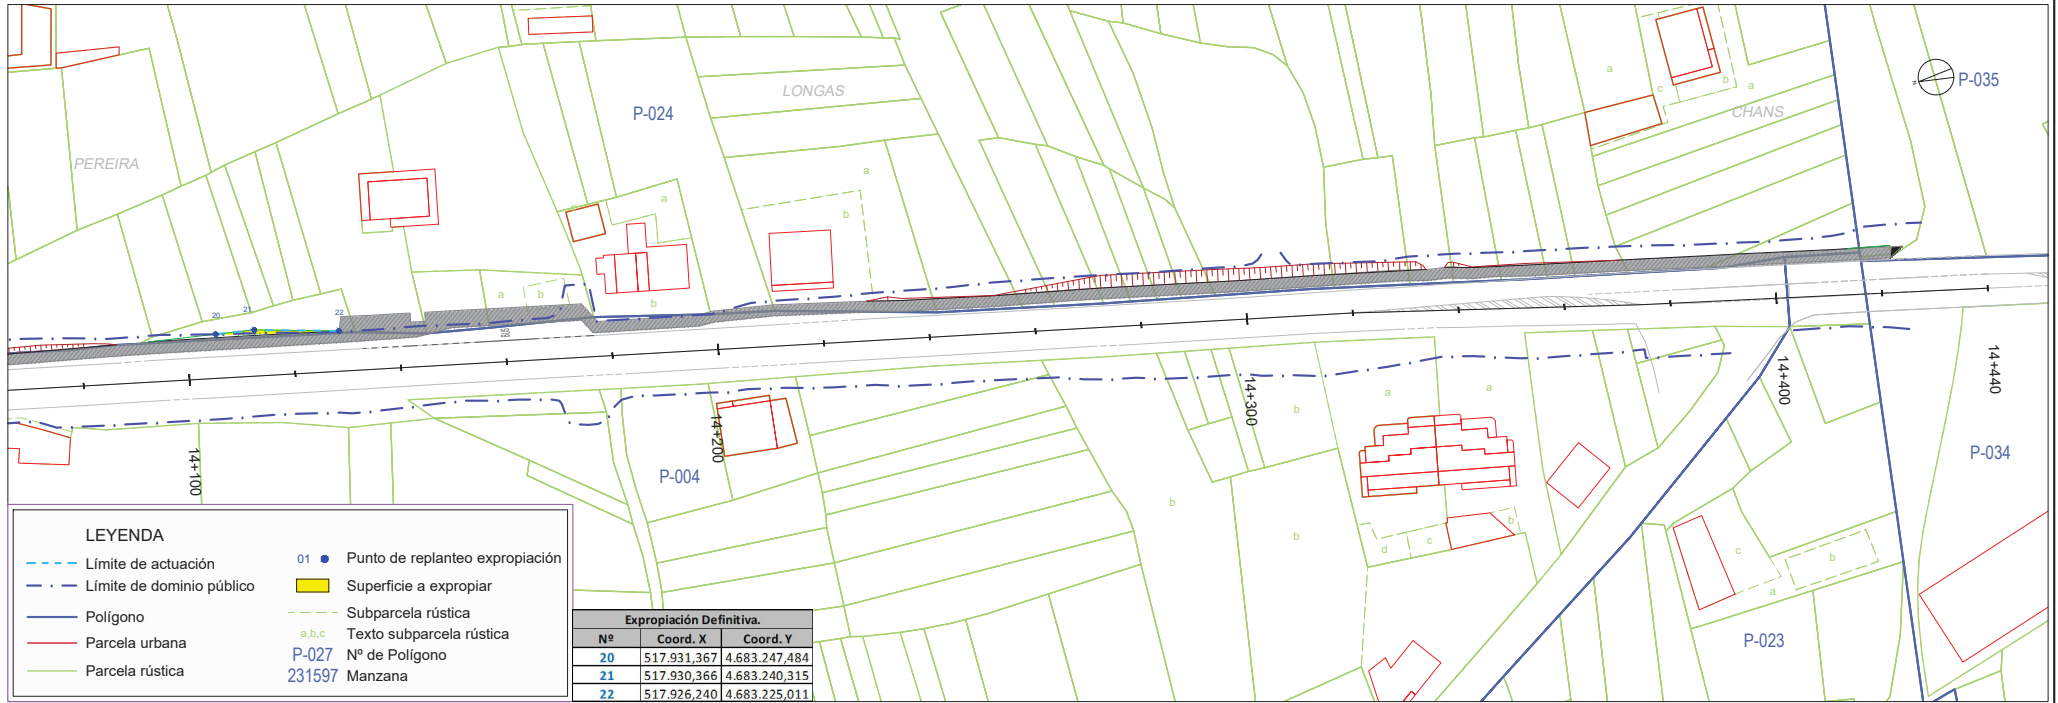 LONGAS
P-024
PEREIRA
CHANS
P-035
N
a
b
c
a
a
b
a
b
a
b
b
20
21
22
14+100
14+200
14+300
14+400
14+440
P-004
P-034
P-023
a
a
b
b
b
b
c
d
c
b
a
LEYENDA
Límite de actuación
Límite de dominio público
Polígono
Parcela urbana
Parcela rústica
01 Punto de replanteo expropiación
Superficie a expropiar
Subparcela rústica
a,b,c Texto subparcela rústica
P-027 Nº de Polígono
231597 Manzana
Expropiación Definitiva.
Nº Coord. X Coord. Y
20 517.931,367 4.683.247,484
21 517.930,366 4.683.240,315
22 517.926,240 4.683.225,011